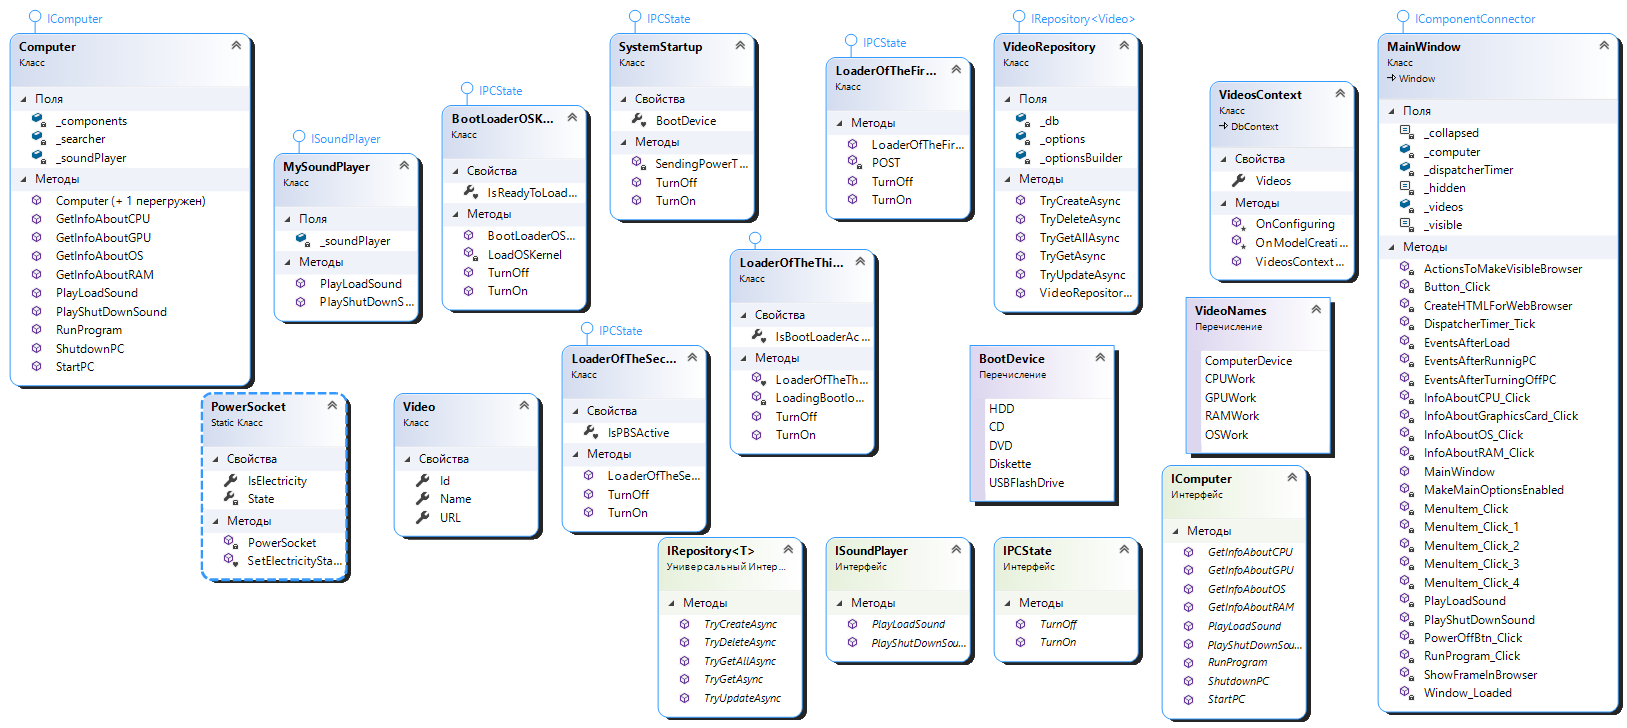 IComputer
Computer
Класс
Поля
_components
_searcher
_soundPlayer
Методы
Computer (+ 1 перегружен)
GetInfoAboutCPU
GetInfoAboutGPU
GetInfoAboutOS
GetInfoAboutRAM
PlayLoadSound
PlayShutDownSound
RunProgram
ShutdownPC
StartPC
ISoundPlayer
MySoundPlayer
Класс
Поля
_soundPlayer
Методы
PlayLoadSound
PlayShutDownS...
IPCState
BootLoaderOSK...
Класс
Свойства
IsReadyToLoad...
Методы
BootLoaderOS...
LoadOSKernel
TurnOff
TurnOn
IPCState
SystemStartup
Класс
Свойства
BootDevice
Методы
SendingPowerT...
TurnOff
TurnOn
IPCState
LoaderOfTheFir...
Класс
Методы
LoaderOfTheFir...
POST
TurnOff
TurnOn
IRepository<Video>
VideoRepository
Класс
Поля
_db
_options
_optionsBuilder
Методы
TryCreateAsync
TryDeleteAsync
TryGetAllAsync
TryGetAsync
TryUpdateAsync
VideoRepositor...
VideosContext
Класс
DbContext
Свойства
Videos
Методы
OnConfiguring
OnModelCreati...
VideosContext...
IComponentConnector
MainWindow
Класс
Window
Поля
_collapsed
_computer
_dispatcherTimer
_hidden
_videos
_visible
Методы
ActionsToMakeVisibleBrowser
Button_Click
CreateHTMLForWebBrowser
DispatcherTimer_Tick
EventsAfterLoad
EventsAfterRunnigPC
EventsAfterTurningOffPC
InfoAboutCPU_Click
InfoAboutGraphicsCard_Click
InfoAboutOS_Click
InfoAboutRAM_Click
MainWindow
MakeMainOptionsEnabled
MenuItem_Click
MenuItem_Click_1
MenuItem_Click_2
MenuItem_Click_3
MenuItem_Click_4
PlayLoadSound
PlayShutDownSound
PowerOffBtn_Click
RunProgram_Click
ShowFrameInBrowser
Window_Loaded
LoaderOfTheThi...
Класс
Свойства
IsBootLoaderAc...
Методы
LoaderOfTheTh...
LoadingBootlo...
TurnOff
TurnOn
VideoNames
Перечисление
ComputerDevice
CPUWork
GPUWork
RAMWork
OSWork
IPCState
LoaderOfTheSec...
Класс
Свойства
IsPBSActive
Методы
LoaderOfTheSe...
TurnOff
TurnOn
BootDevice
Перечисление
HDD
CD
DVD
Diskette
USBFlashDrive
PowerSocket
Static Класс
Свойства
IsElectricity
State
Методы
PowerSocket
SetElectricitySta...
Video
Класс
Свойства
Id
Name
URL
IComputer
Интерфейс
Методы
GetInfoAboutCPU
GetInfoAboutGPU
GetInfoAboutOS
GetInfoAboutRAM
PlayLoadSound
PlayShutDownSou...
RunProgram
ShutdownPC
StartPC
IRepository<T>
Универсальный Интер...
Методы
TryCreateAsync
TryDeleteAsync
TryGetAllAsync
TryGetAsync
TryUpdateAsync
ISoundPlayer
Интерфейс
Методы
PlayLoadSound
PlayShutDownSou...
IPCState
Интерфейс
Методы
TurnOff
TurnOn